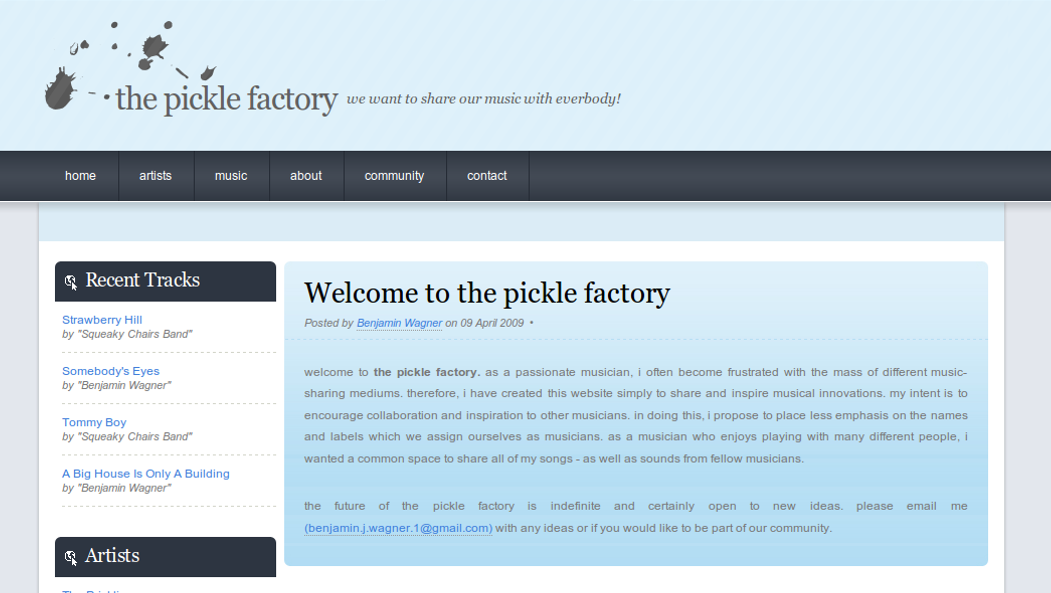 the pickle factory we want to share our music with everbody!
home artists music about community contact
Recent Tracks
Strawberry Hill
by "Squeaky Chairs Band"
Somebody's Eyes
by "Benjamin Wagner"
Tommy Boy
by "Squeaky Chairs Band"
A Big House Is Only A Building
by "Benjamin Wagner"
Artists
Welcome to the pickle factory
Posted by Benjamin Wagner on 09 April 2009 •
welcome to the pickle factory. as a passionate musician, i often become frustrated with the mass of different music-
sharing mediums. therefore, i have created this website simply to share and inspire musical innovations. my intent is to
encourage collaboration and inspiration to other musicians. in doing this, i propose to place less emphasis on the names
and labels which we assign ourselves as musicians. as a musician who enjoys playing with many different people, i
wanted a common space to share all of my songs - as well as sounds from fellow musicians.
the future of the pickle factory is indefinite and certainly open to new ideas. please email me
(benjamin.j.wagner.1@gmail.com) with any ideas or if you would like to be part of our community.